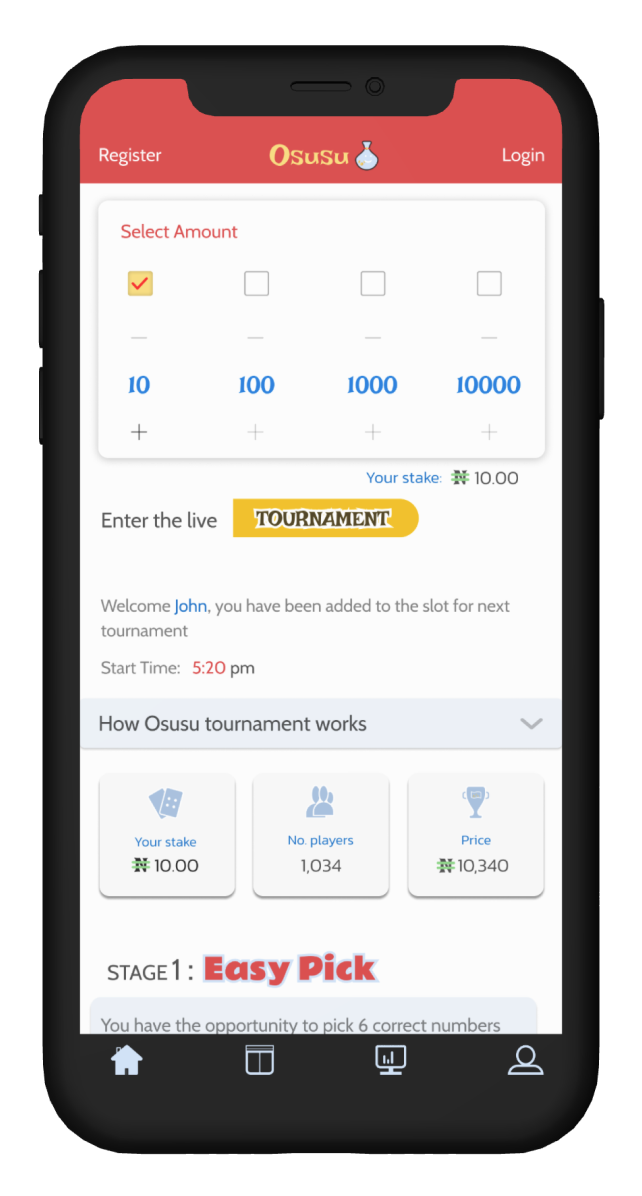 Register Osusu Login
Select Amount
10 100 1000 10000
Your stake: ₦ 10.00
Enter the live TOURNAMENT
Welcome John, you have been added to the slot for next
tournament
Start Time: 5:20 pm
How Osusu tournament works
Your stake No. players Price
₦ 10.00 1,034 ₦10,340
STAGE 1 : Easy Pick
You have the opportunity to pick 6 correct numbers